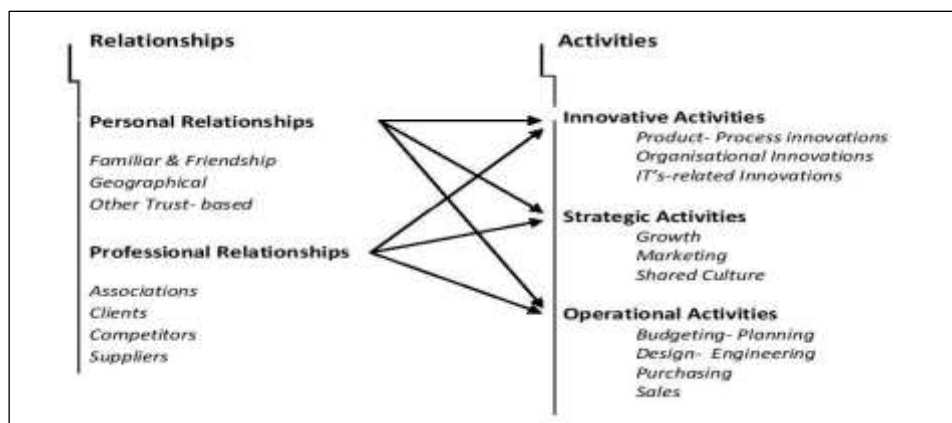 Relationships
Personal Relationships
Familiar & Friendship
Geographical
Other Trust- based
Professional Relationships
Associations
Clients
Competitors
Suppliers
Activities
Innovative Activities
Product- Process innovations
Organisational Innovations
IT's-related Innovations
Strategic Activities
Growth
Marketing
Shared Culture
Operational Activities
Budgeting- Planning
Design- Engineering
Purchasing
Sales